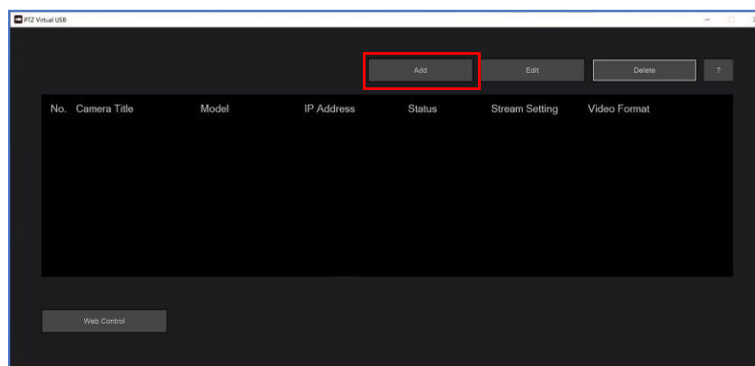 PTZ Virtual USB
Add Edit Delete ?
No. Camera Title Model IP Address Status Stream Setting Video Format
Web Control